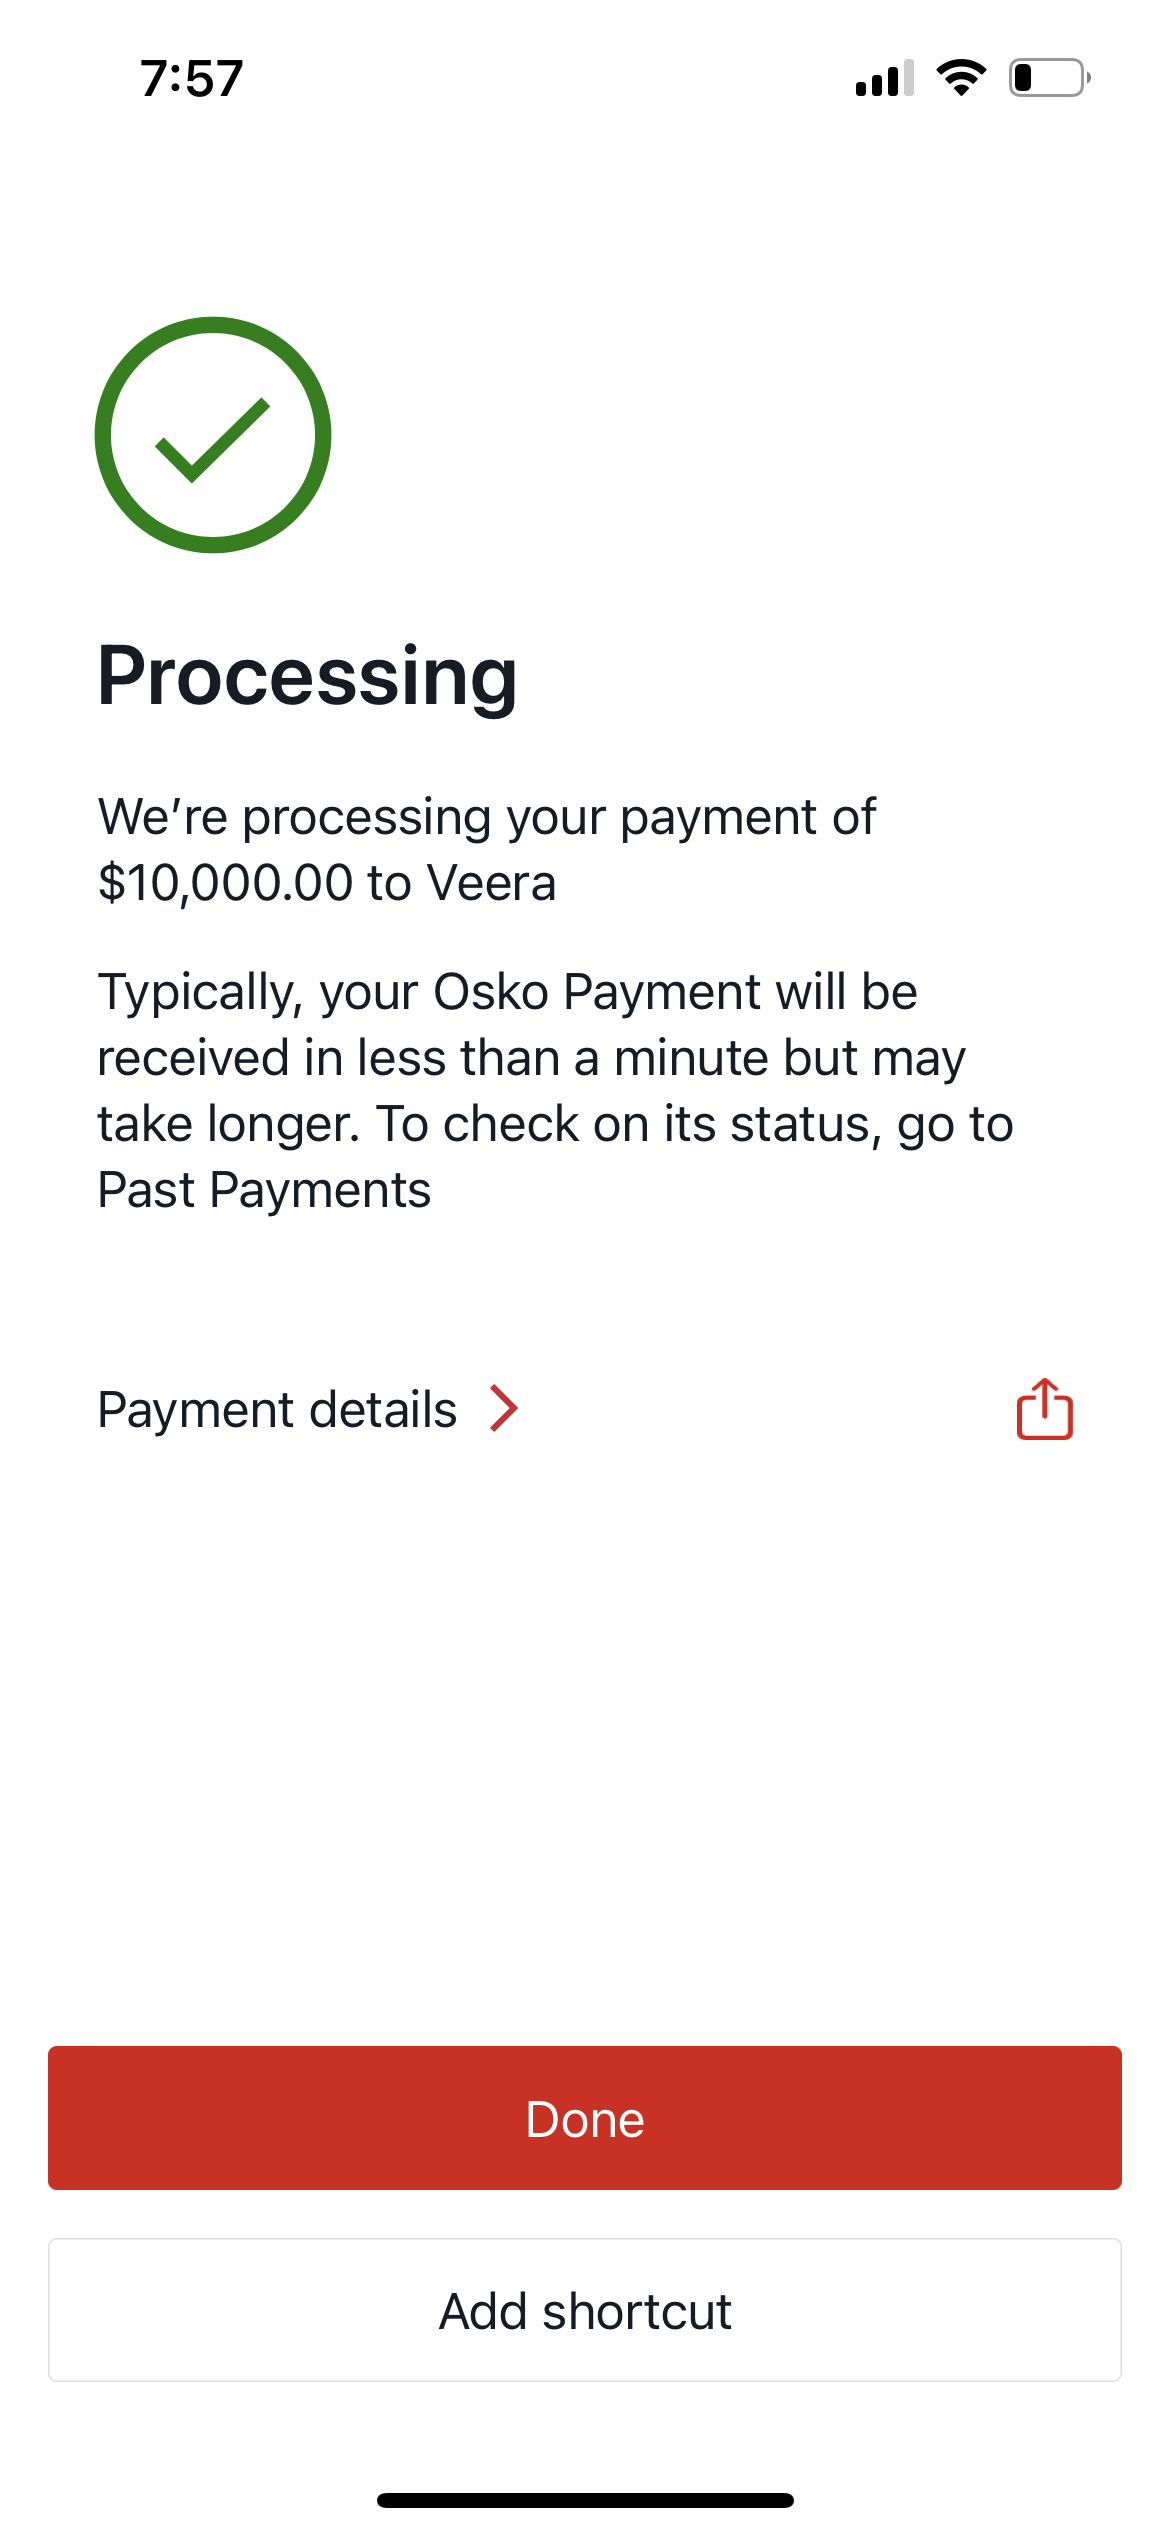 7:57
Processing
We’re processing your payment of
$10,000.00 to Veera
Typically, your Osko Payment will be
received in less than a minute but may
take longer. To check on its status, go to
Past Payments
Payment details
Done
Add shortcut